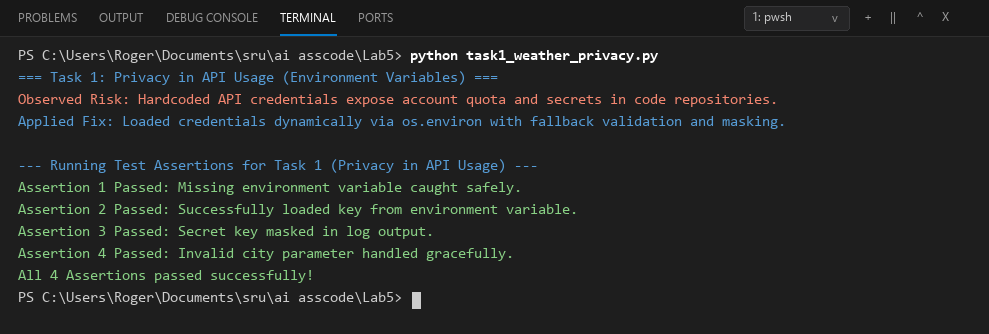 PROBLEMS OUTPUT DEBUG CONSOLE TERMINAL PORTS 1: pwsh v + || ^ X
PS C:\Users\Roger\Documents\sru\ai asscode\Lab5> python task1_weather_privacy.py
=== Task 1: Privacy in API Usage (Environment Variables) ===
Observed Risk: Hardcoded API credentials expose account quota and secrets in code repositories.
Applied Fix: Loaded credentials dynamically via os.environ with fallback validation and masking.
--- Running Test Assertions for Task 1 (Privacy in API Usage) ---
Assertion 1 Passed: Missing environment variable caught safely.
Assertion 2 Passed: Successfully loaded key from environment variable.
Assertion 3 Passed: Secret key masked in log output.
Assertion 4 Passed: Invalid city parameter handled gracefully.
All 4 Assertions passed successfully!
PS C:\Users\Roger\Documents\sru\ai asscode\Lab5>